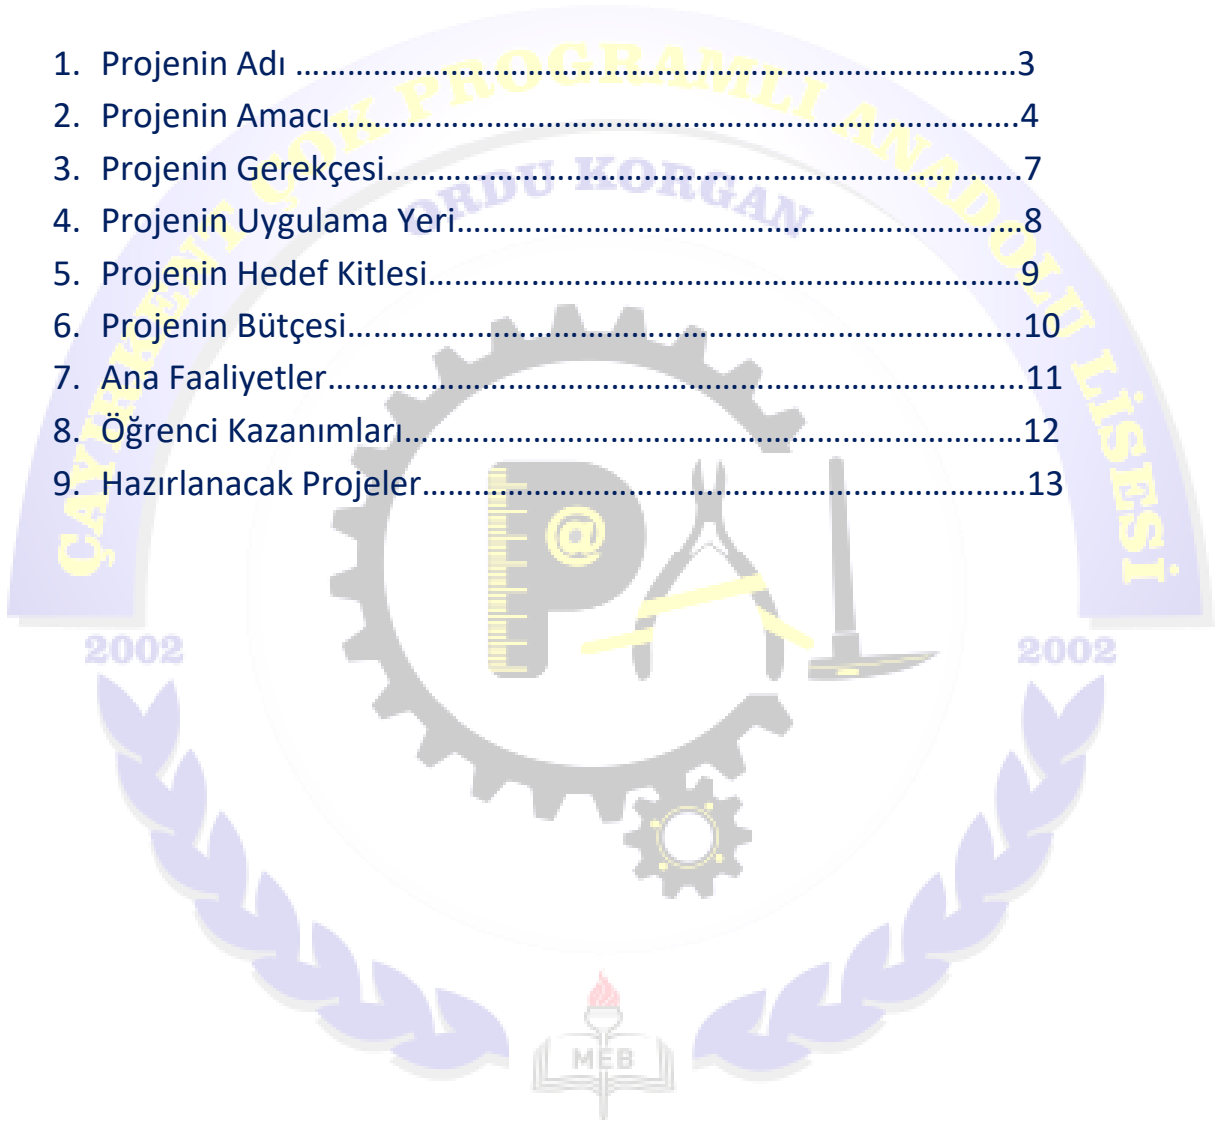 1. Projenin Adı ……………………………………………………………………………3
2. Projenin Amacı……………………………………………………………………….4
3. Projenin Gerekçesi…………………..……………………………………………..7
4. Projenin Uygulama Yeri……………………………………………………………8
5. Projenin Hedef Kitlesi………………………………………………………………9
6. Projenin Bütçesi……………………………………………………………………..10
7. Ana Faaliyetler………………………………………………………………………...11
8. Öğrenci Kazanımları…………………………………………………………………12
9. Hazırlanacak Projeler……..………………………………………..……………13
ÇAYIRKENT ÇOK PROGRAMLI ANADOLU LİSESİ
ORDU KORGAN
@
2002
2002
MEB